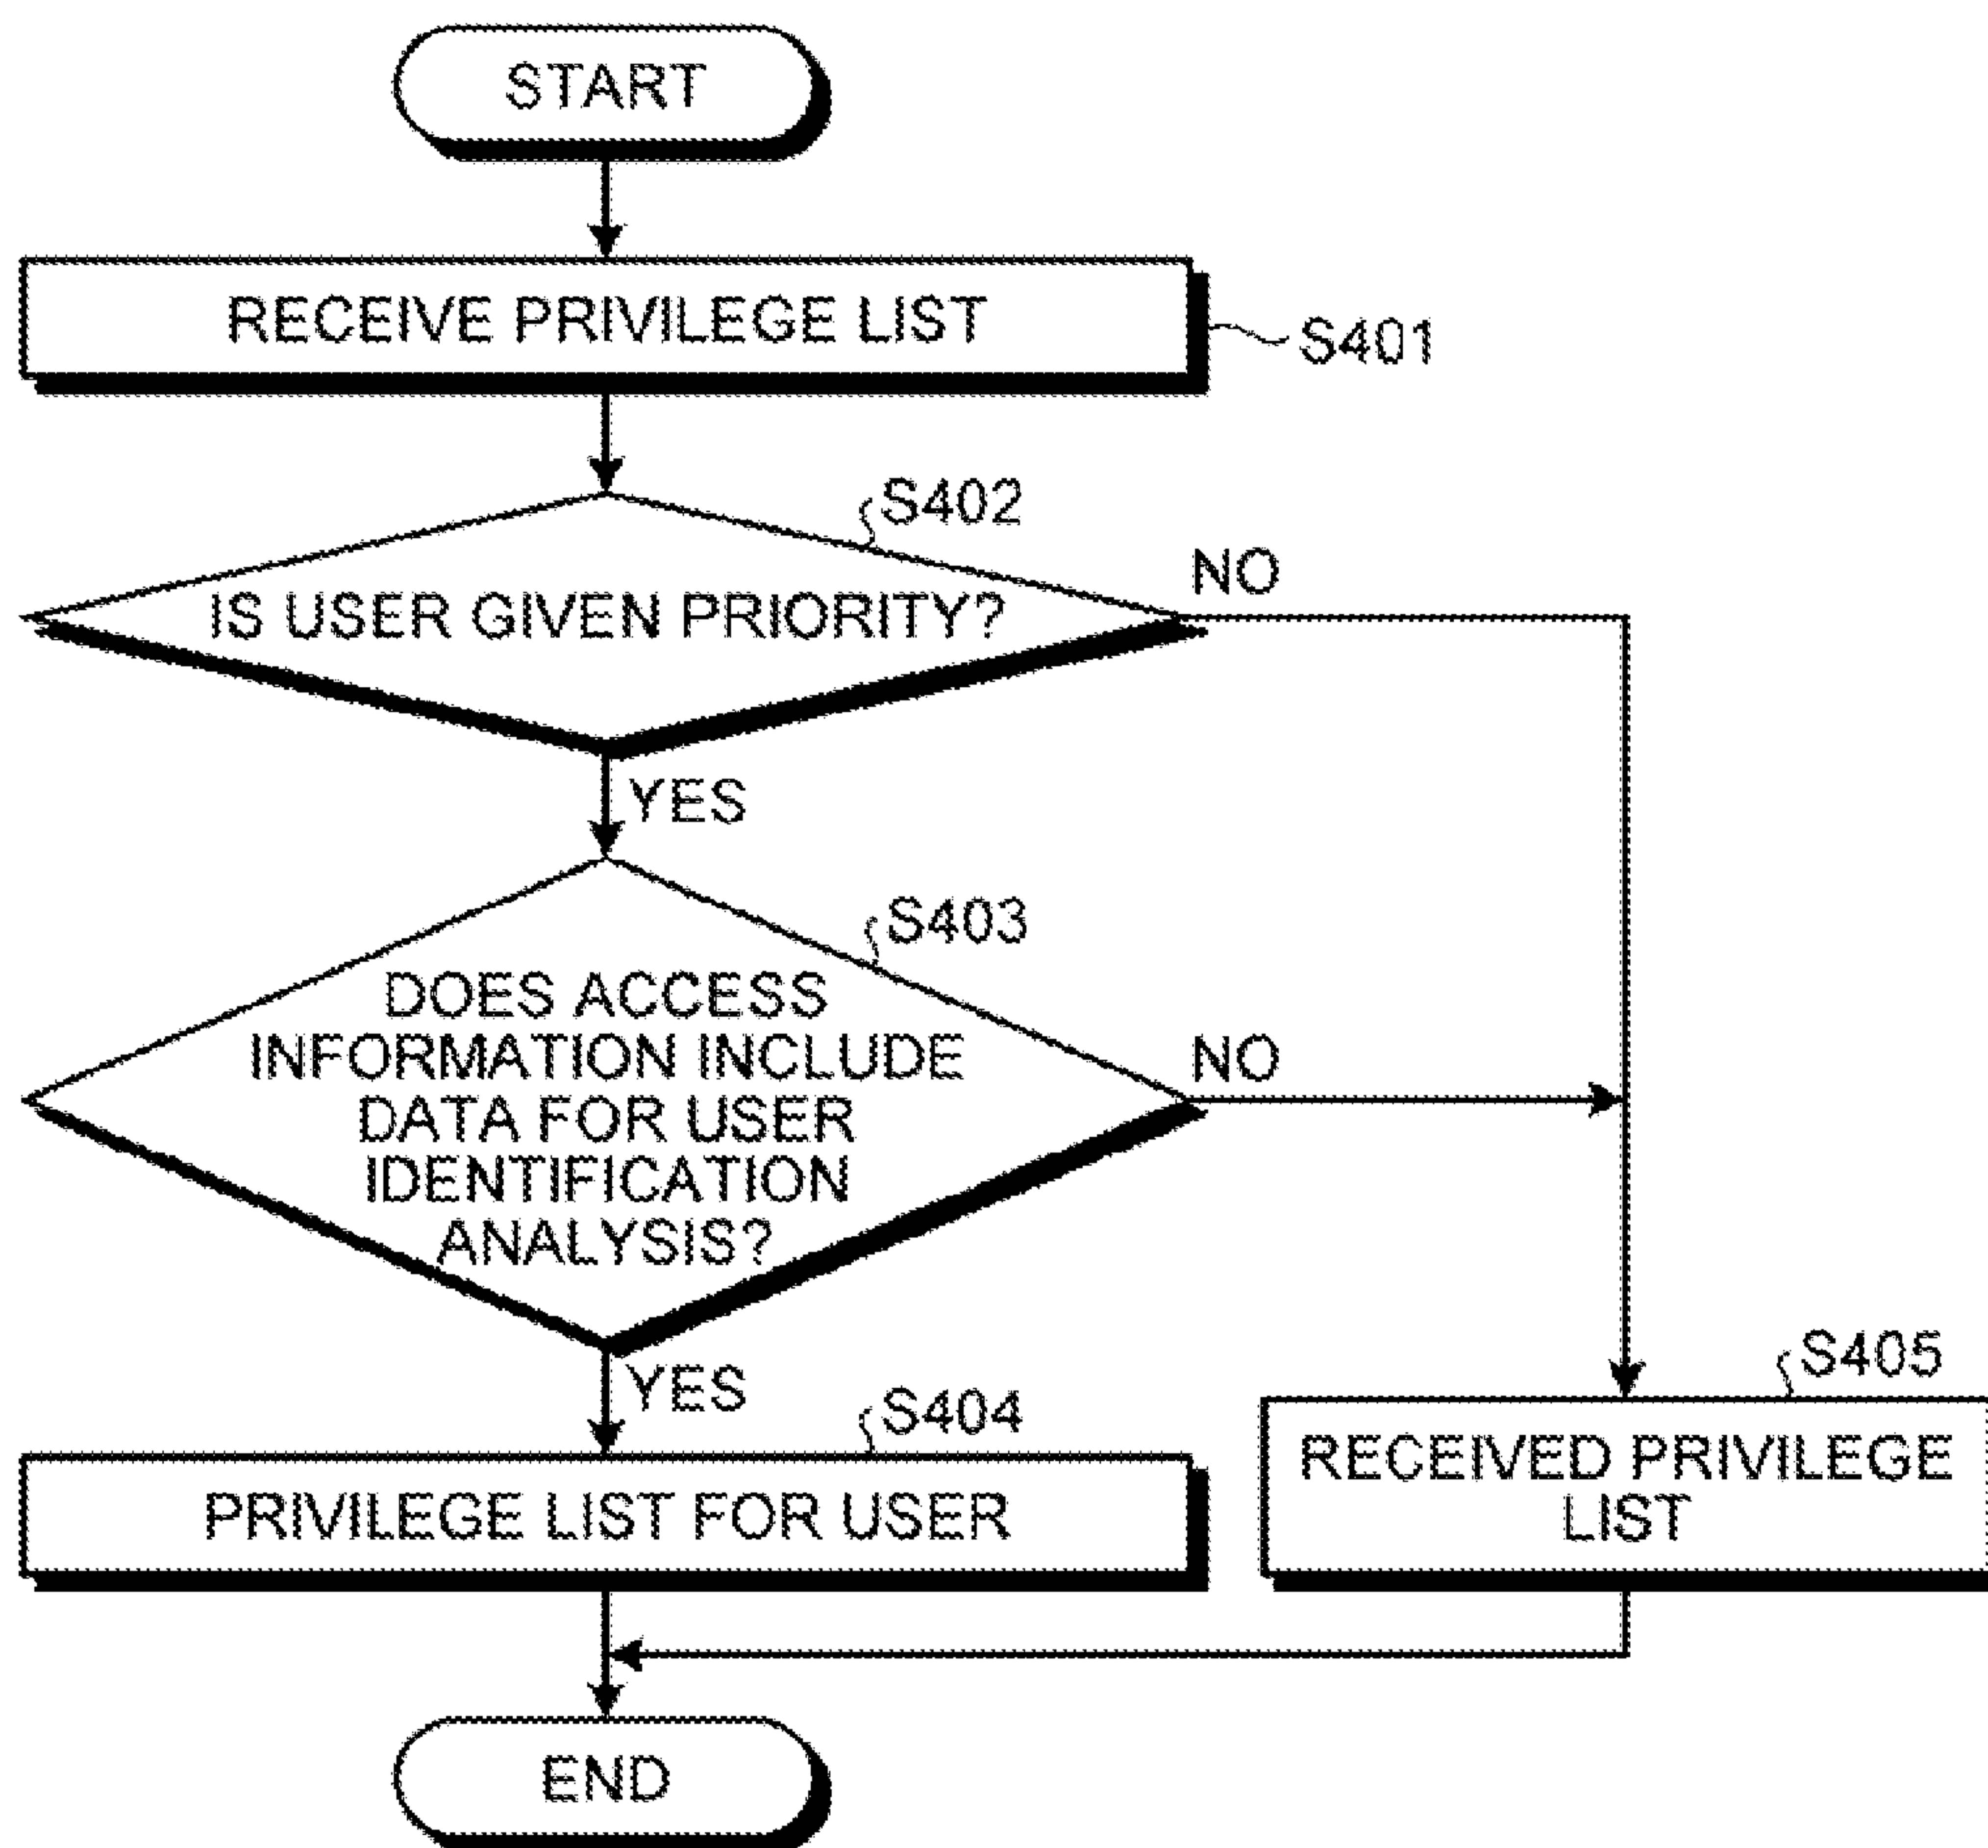 START
RECEIVE PRIVILEGE LIST
S401
S402
IS USER GIVEN PRIORITY?
NO
YES
S403
DOES ACCESS
INFORMATION INCLUDE
DATA FOR USER
IDENTIFICATION
ANALYSIS?
NO
YES
S404
PRIVILEGE LIST FOR USER
S405
RECEIVED PRIVILEGE
LIST
END